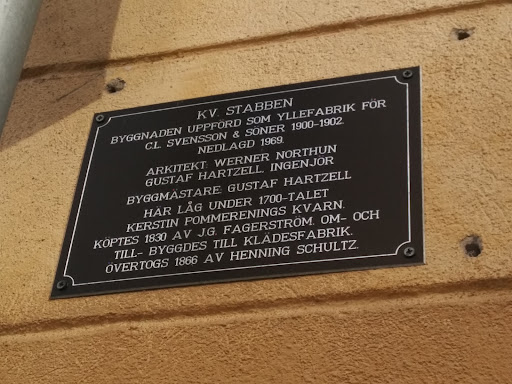 KV. STABBEN
BYGGNADEN UPPFÖRD SOM YLLEFABRIK FÖR
C.L. SVENSSON & SÖNER 1900-1902.
NEDLAGD 1969.
ARKITEKT: WERNER NORTHUN
GUSTAF HARTZELL, INGENJÖR
BYGGMÄSTARE: GUSTAF HARTZELL
HÄR LÅG UNDER 1700-TALET
KERSTIN POMMERENINGS KVARN.
KÖPTES 1830 AV J.G. FAGERSTRÖM. OM- OCH
TILL- BYGGDES TILL KLÄDESFABRIK.
ÖVERTOGS 1866 AV HENNING SCHULTZ.